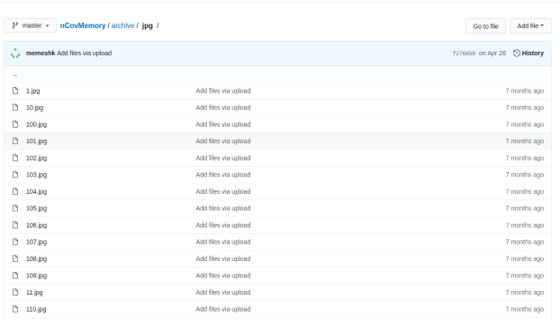 master nCovMemory / archive / jpg / Go to file Add file
memeshk Add files via upload f276650 on Apr 26 History
..
1.jpg Add files via upload 7 months ago
10.jpg Add files via upload 7 months ago
100.jpg Add files via upload 7 months ago
101.jpg Add files via upload 7 months ago
102.jpg Add files via upload 7 months ago
103.jpg Add files via upload 7 months ago
104.jpg Add files via upload 7 months ago
105.jpg Add files via upload 7 months ago
106.jpg Add files via upload 7 months ago
107.jpg Add files via upload 7 months ago
108.jpg Add files via upload 7 months ago
109.jpg Add files via upload 7 months ago
11.jpg Add files via upload 7 months ago
110.jpg Add files via upload 7 months ago